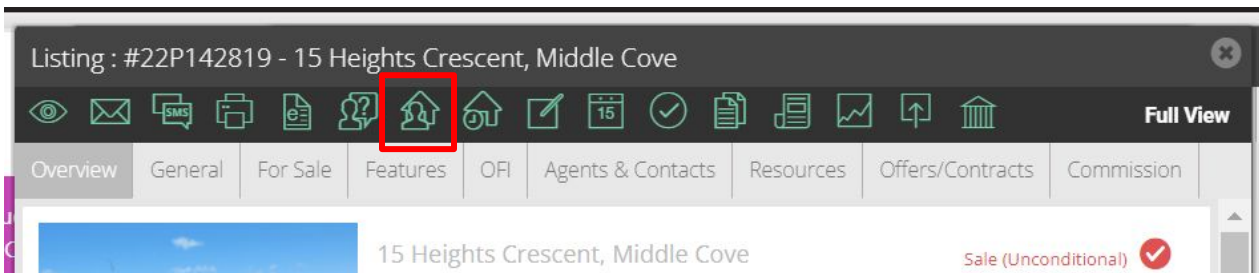 Listing : #22P142819 - 15 Heights Crescent, Middle Cove
SMS e 15 Full View
Overview General For Sale Features OFI Agents & Contacts Resources Offers/Contracts Commission
15 Heights Crescent, Middle Cove Sale (Unconditional)